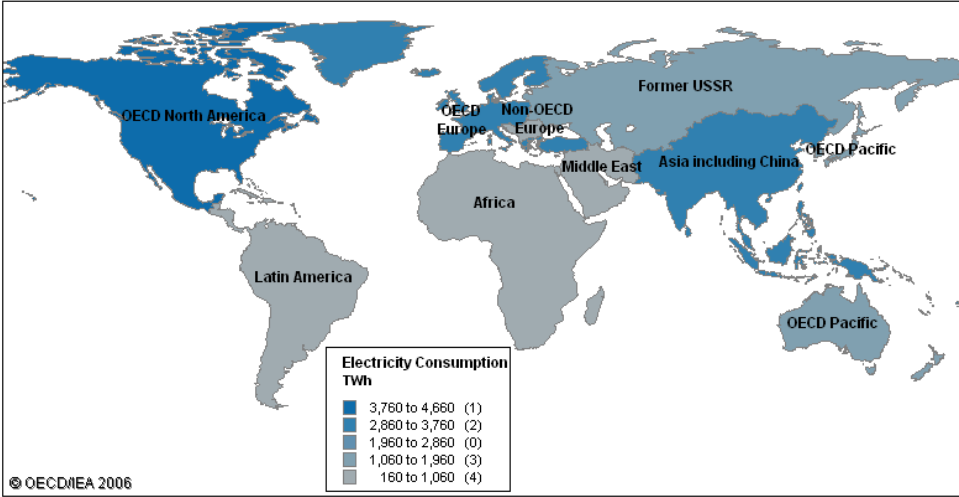 Former USSR
OECD North America
OECD
Europe
Non-OECD
Europe
OECD Pacific
Middle East
Asia including China
Africa
Latin America
OECD Pacific
Electricity Consumption
TWh
3,760 to 4,660 (1)
2,860 to 3,760 (2)
1,960 to 2,860 (0)
1,060 to 1,960 (3)
160 to 1,060 (4)
© OECD/IEA 2006